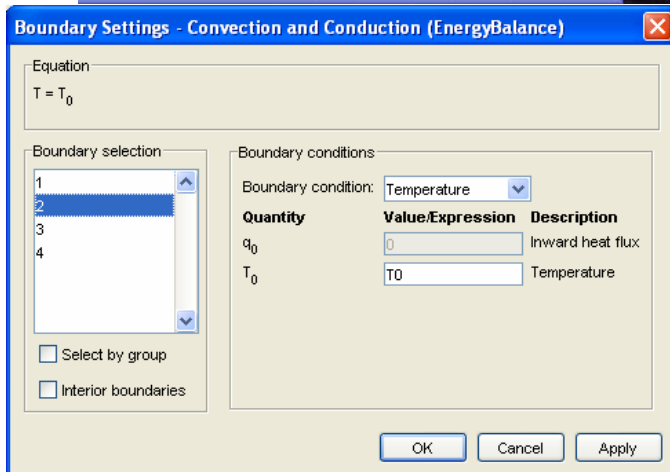 Boundary Settings - Convection and Conduction (EnergyBalance)
Equation
T = T₀
Boundary selection
1
2
3
4
Select by group
Interior boundaries
Boundary conditions
Boundary condition: Temperature
Quantity Value/Expression Description
q₀ 0 Inward heat flux
T₀ T0 Temperature
OK Cancel Apply